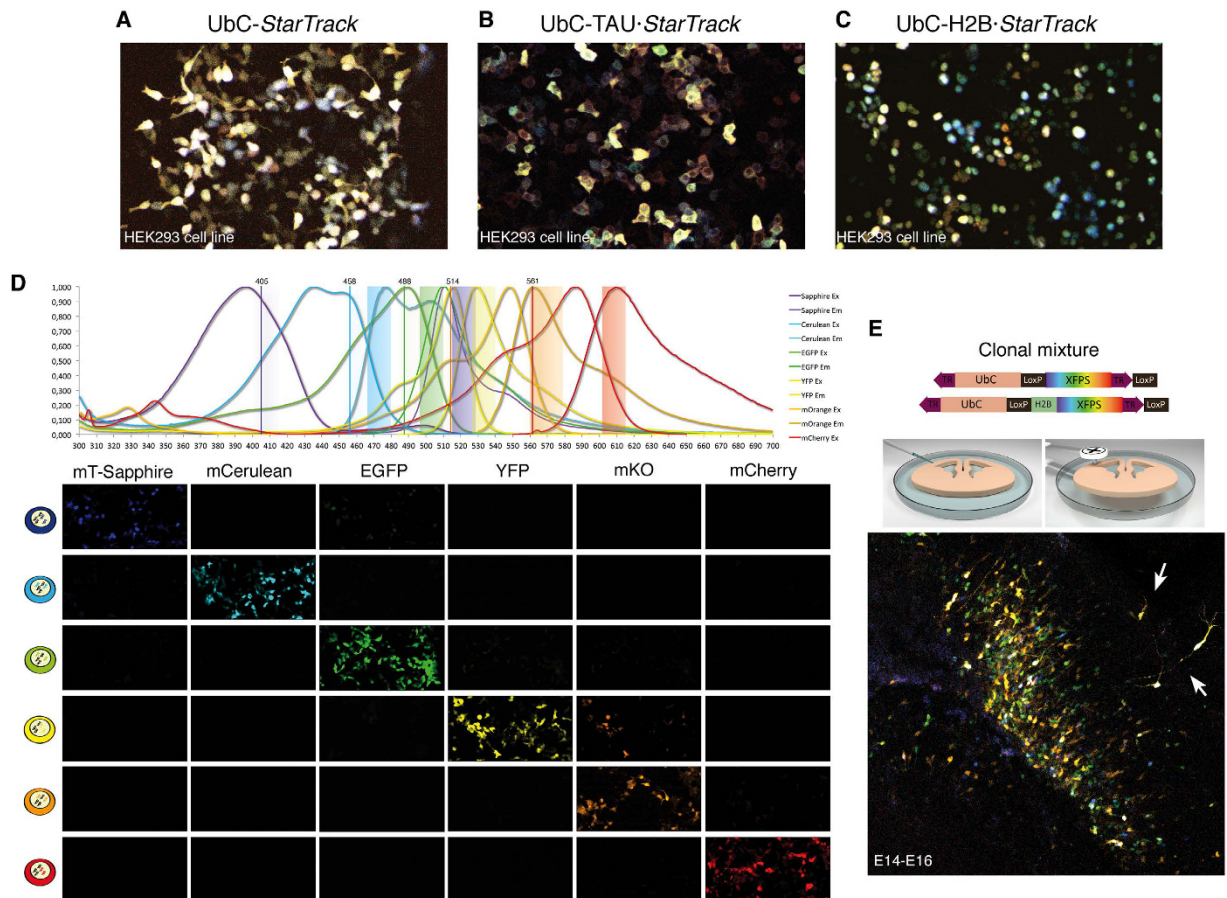 A
UbC-StarTrack
HEK293 cell line
B
UbC-TAU·StarTrack
HEK293 cell line
C
UbC-H2B·StarTrack
HEK293 cell line
D
405 458 488 514 561
1,000
0,900
0,800
0,700
0,600
0,500
0,400
0,300
0,200
0,100
0,000
300 310 320 330 340 350 360 370 380 390 400 410 420 430 440 450 460 470 480 490 500 510 520 530 540 550 560 570 580 590 600 610 620 630 640 650 660 670 680 690 700
Sapphire Ex
Sapphire Em
Cerulean Ex
Cerulean Em
EGFP Ex
EGFP Em
YFP Ex
YFP Em
mOrange Ex
mOrange Em
mCherry Ex
mT-Sapphire mCerulean EGFP YFP mKO mCherry
E
Clonal mixture
TR UbC LoxP XFPS TR LoxP
TR UbC LoxP H2B XFPS TR LoxP
E14-E16